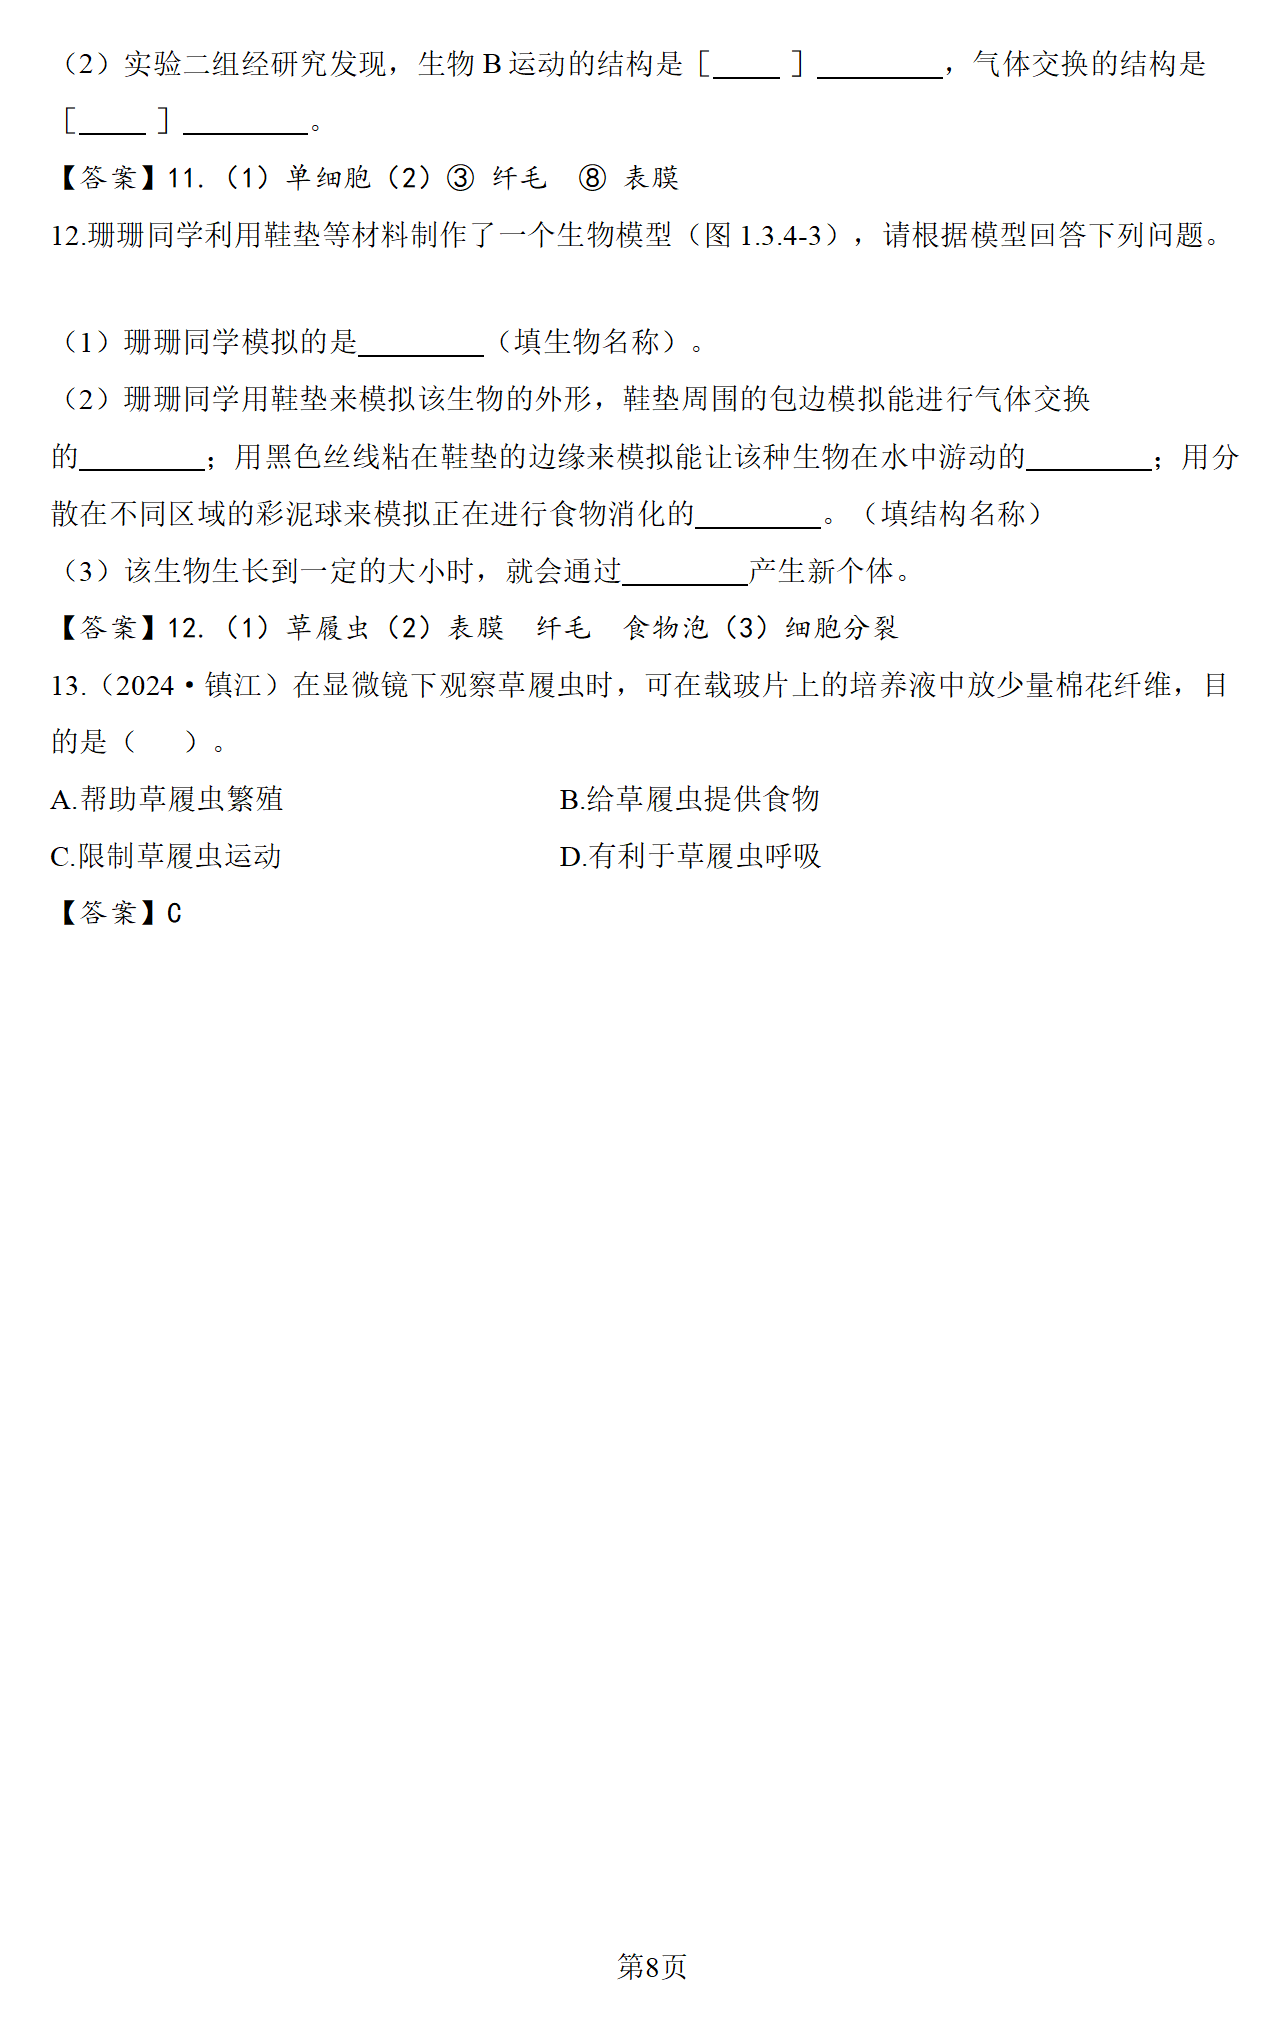 （2）实验二组经研究发现，生物 B 运动的结构是［____ ］________，气体交换的结构是
［____ ］________。
【答案】11.（1）单细胞（2）③ 纤毛  ⑧ 表膜
12.珊珊同学利用鞋垫等材料制作了一个生物模型（图 1.3.4-3），请根据模型回答下列问题。
（1）珊珊同学模拟的是________（填生物名称）。
（2）珊珊同学用鞋垫来模拟该生物的外形，鞋垫周围的包边模拟能进行气体交换
的________；用黑色丝线粘在鞋垫的边缘来模拟能让该种生物在水中游动的________；用分
散在不同区域的彩泥球来模拟正在进行食物消化的________。（填结构名称）
（3）该生物生长到一定的大小时，就会通过________产生新个体。
【答案】12.（1）草履虫（2）表膜  纤毛  食物泡（3）细胞分裂
13.（2024·镇江）在显微镜下观察草履虫时，可在载玻片上的培养液中放少量棉花纤维，目
的是（   ）。
A.帮助草履虫繁殖 B.给草履虫提供食物
C.限制草履虫运动 D.有利于草履虫呼吸
【答案】C
第8页